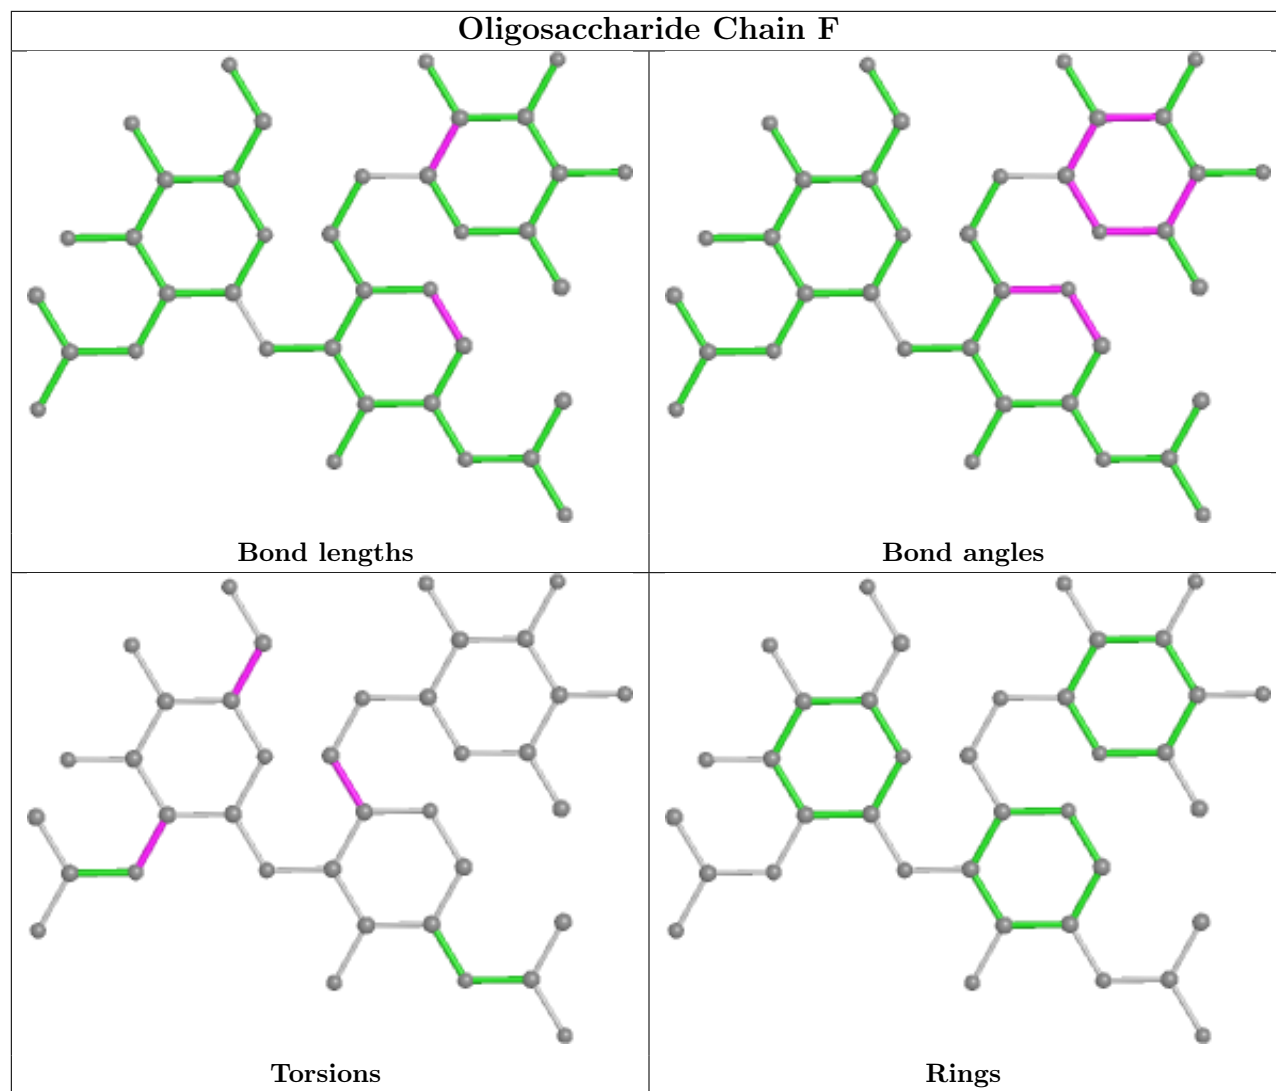 Oligosaccharide Chain F
Bond lengths
Bond angles
Torsions
Rings